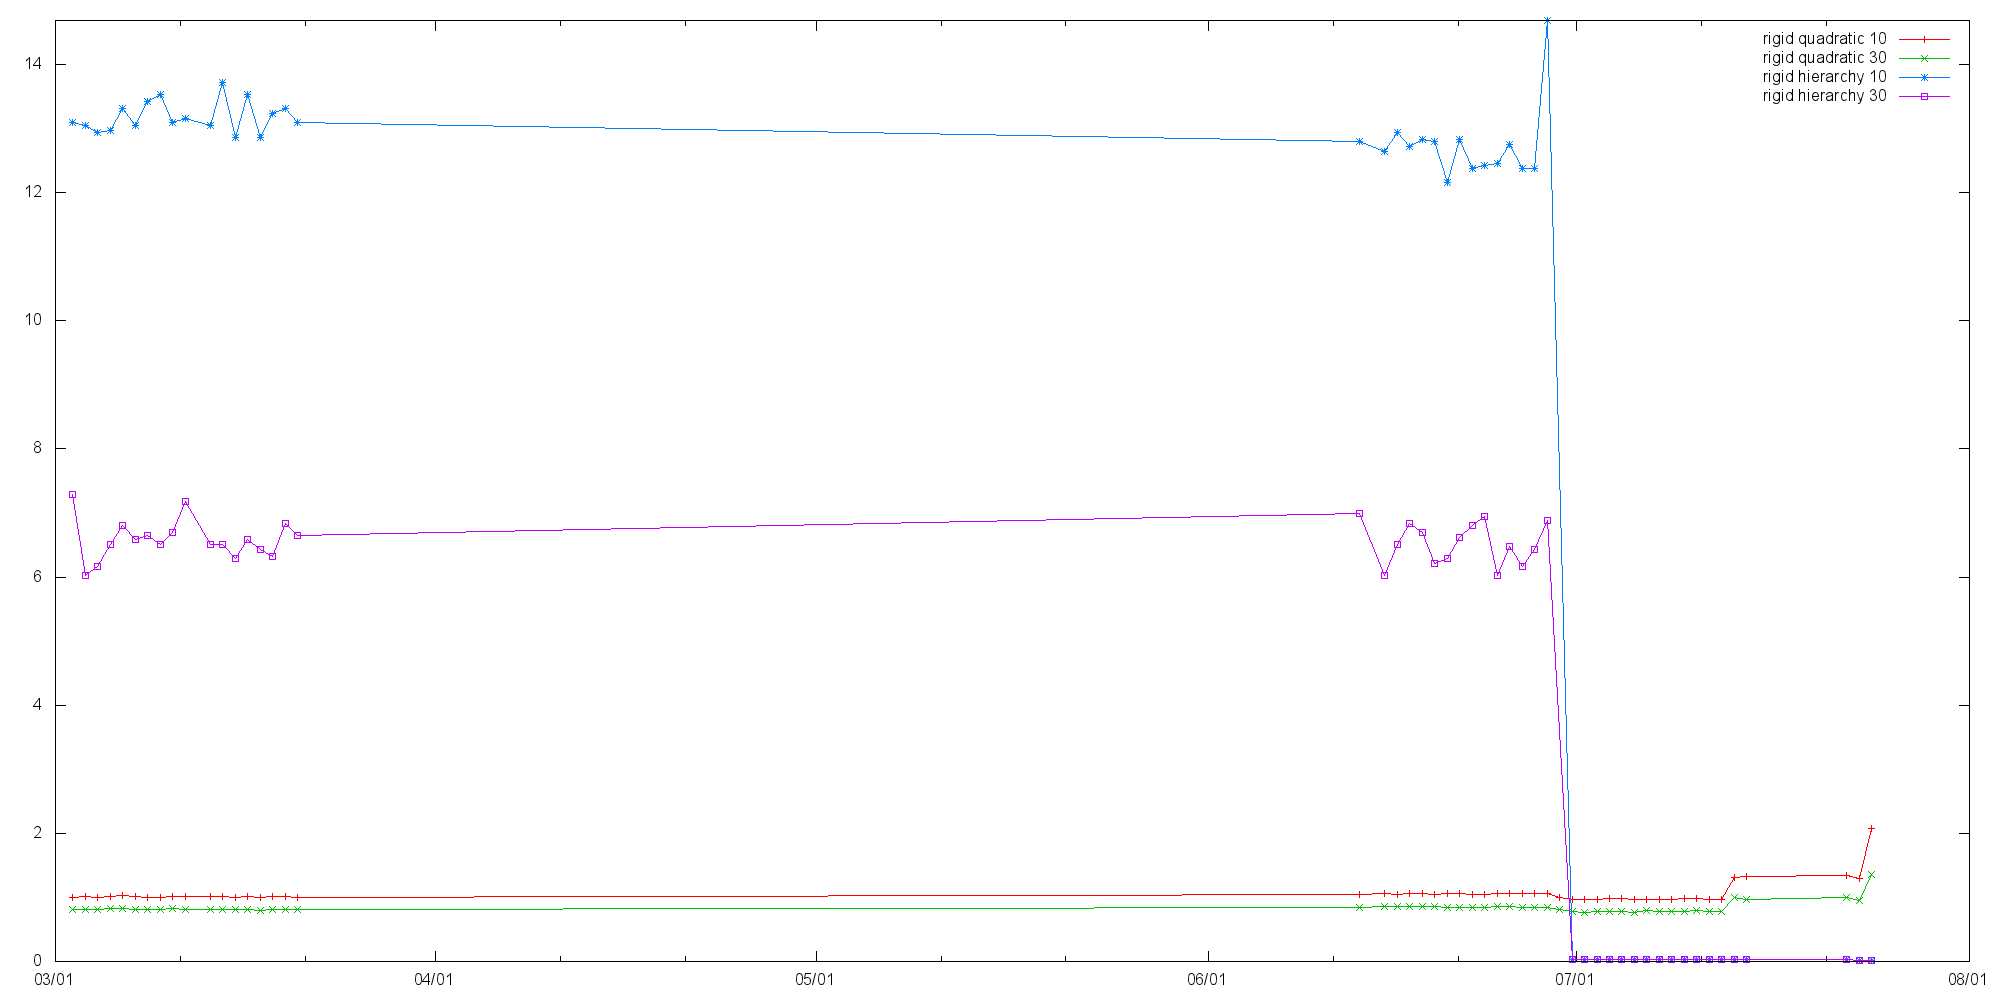 rigid quadratic 10
rigid quadratic 30
rigid hierarchy 10
rigid hierarchy 30
14
12
10
8
6
4
2
0
03/01 04/01 05/01 06/01 07/01 08/01